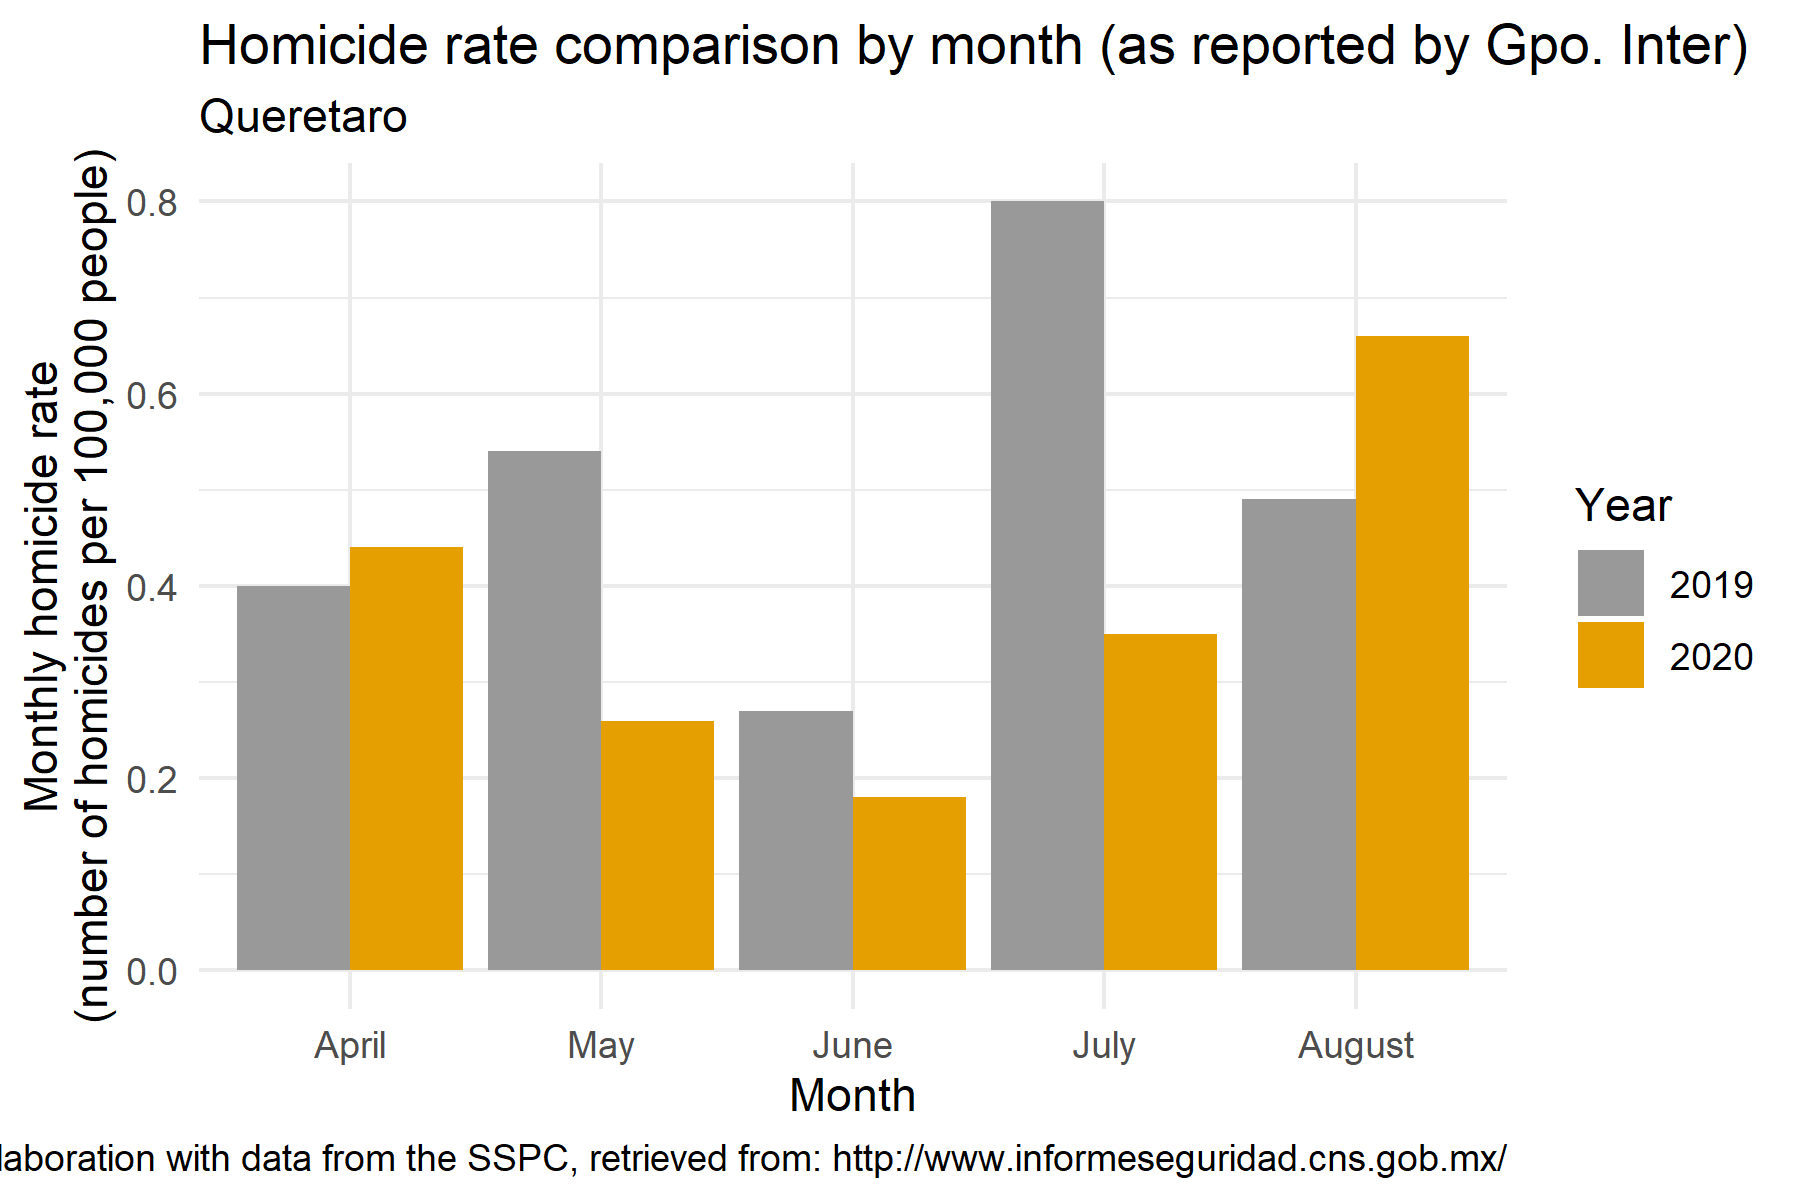 Homicide rate comparison by month (as reported by Gpo. Inter)
Queretaro
Monthly homicide rate
(number of homicides per 100,000 people)
0.8
0.6
0.4
0.2
0.0
April
May
June
July
August
Month
Year
2019
2020
laboration with data from the SSPC, retrieved from: http://www.informeseguridad.cns.gob.mx/